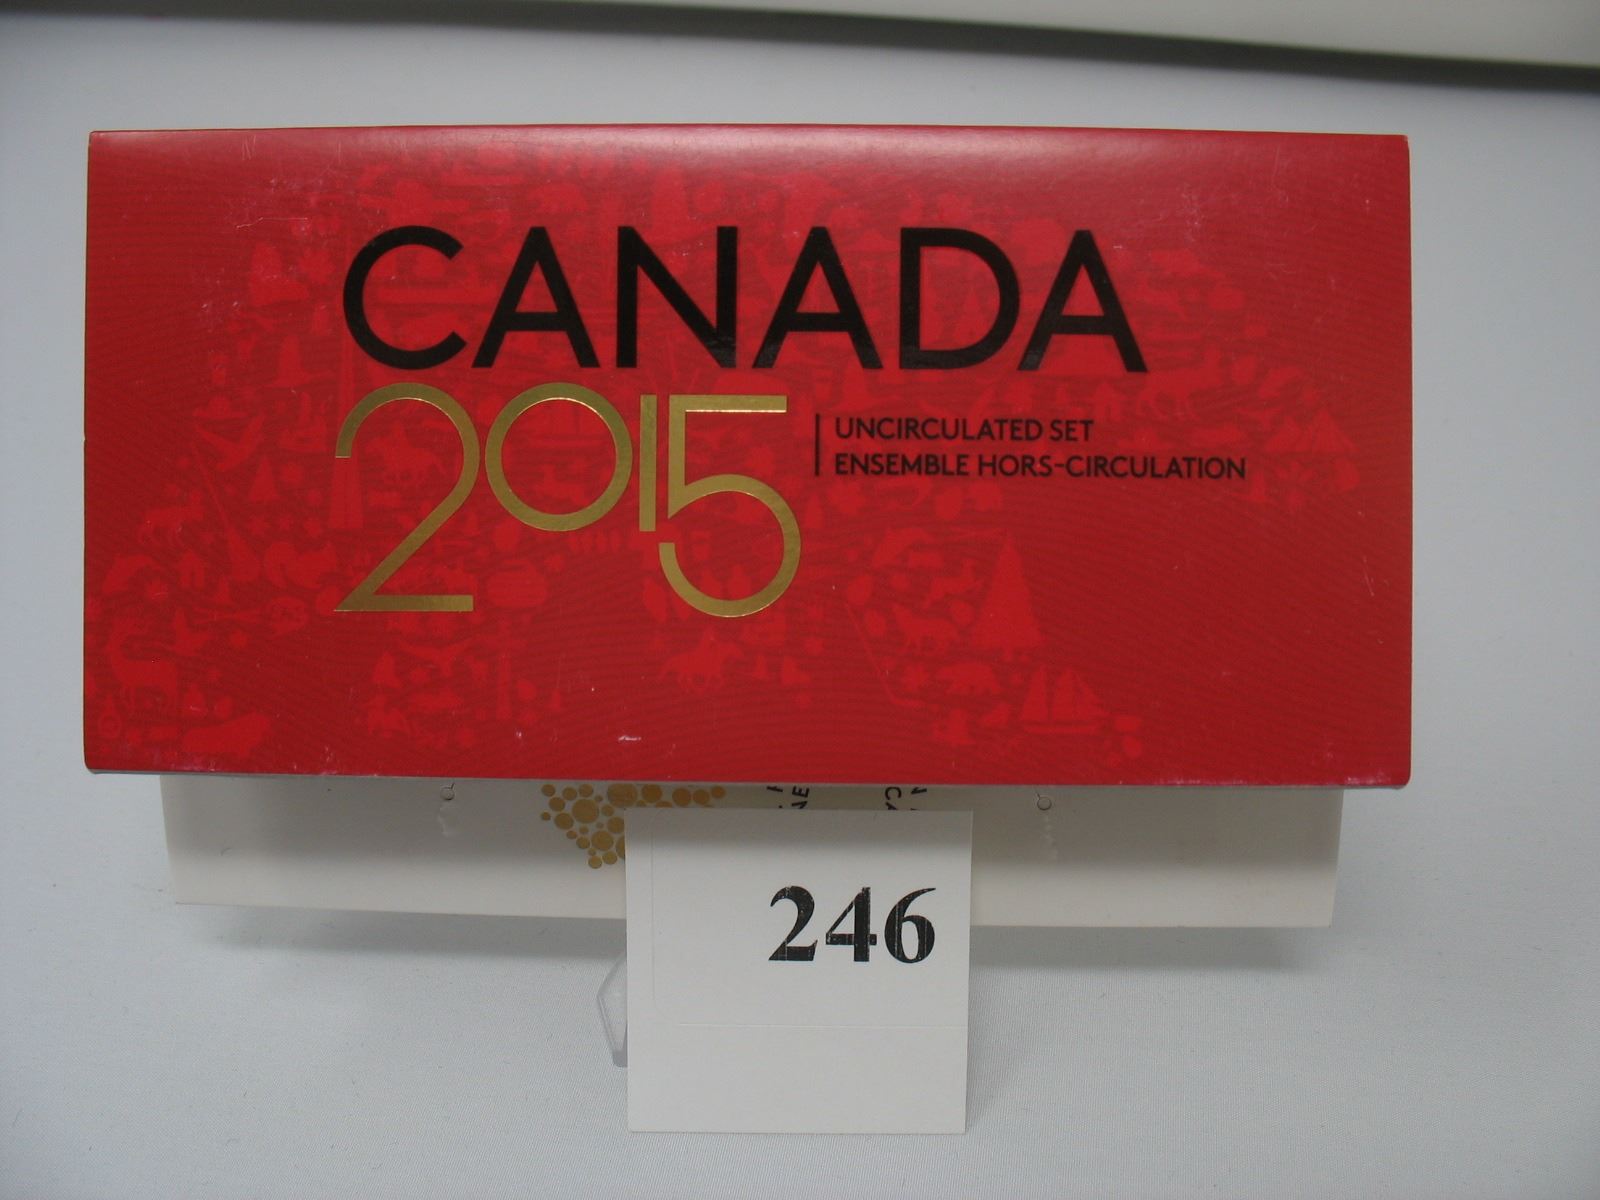 CANADA
2015
UNCIRCULATED SET
ENSEMBLE HORS-CIRCULATION
246